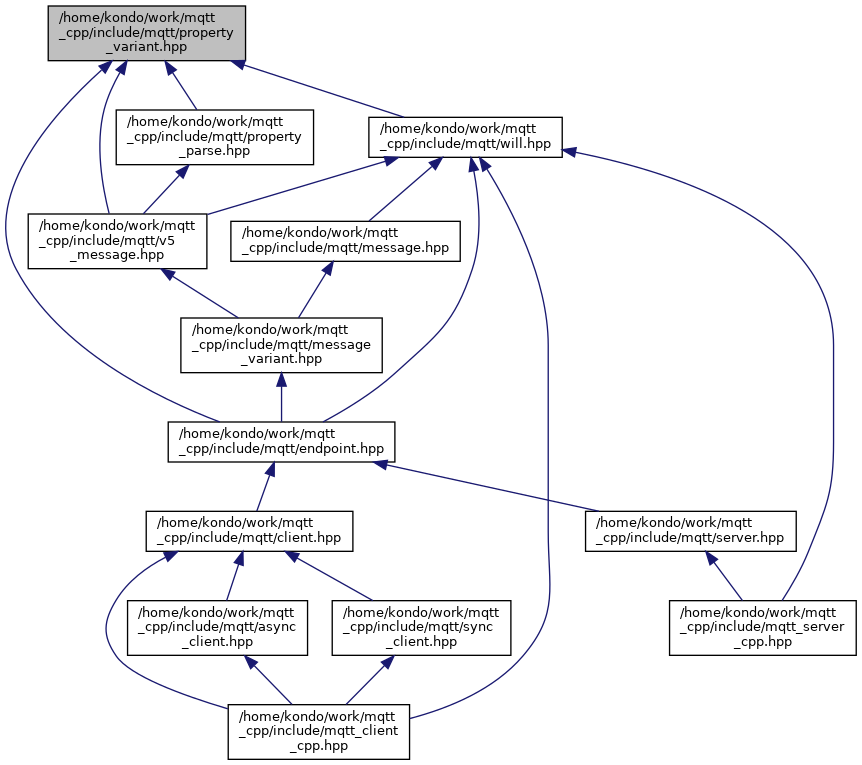 /home/kondo/work/mqtt
_cpp/include/mqtt/property
_variant.hpp
/home/kondo/work/mqtt
_cpp/include/mqtt/property
_parse.hpp
/home/kondo/work/mqtt
_cpp/include/mqtt/will.hpp
/home/kondo/work/mqtt
_cpp/include/mqtt/v5
_message.hpp
/home/kondo/work/mqtt
_cpp/include/mqtt/message.hpp
/home/kondo/work/mqtt
_cpp/include/mqtt/message
_variant.hpp
/home/kondo/work/mqtt
_cpp/include/mqtt/endpoint.hpp
/home/kondo/work/mqtt
_cpp/include/mqtt/client.hpp
/home/kondo/work/mqtt
_cpp/include/mqtt/server.hpp
/home/kondo/work/mqtt
_cpp/include/mqtt/async
_client.hpp
/home/kondo/work/mqtt
_cpp/include/mqtt/sync
_client.hpp
/home/kondo/work/mqtt
_cpp/include/mqtt_server
_cpp.hpp
/home/kondo/work/mqtt
_cpp/include/mqtt_client
_cpp.hpp